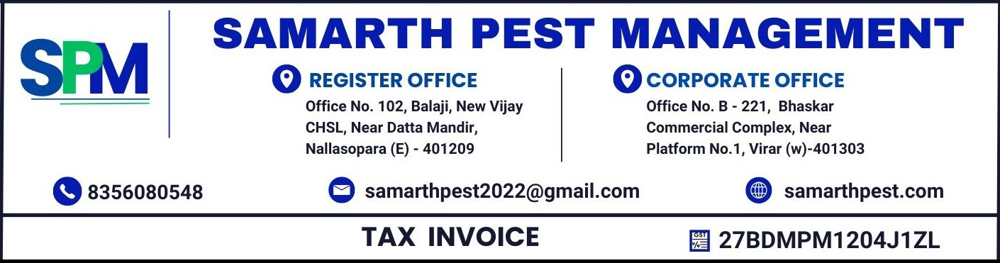 SPM
SAMARTH PEST MANAGEMENT
REGISTER OFFICE
Office No. 102, Balaji, New Vijay
CHSL, Near Datta Mandir,
Nallasopara (E) - 401209
CORPORATE OFFICE
Office No. B - 221, Bhaskar
Commercial Complex, Near
Platform No.1, Virar (w)-401303
8356080548
samarthpest2022@gmail.com
samarthpest.com
TAX INVOICE
GST
27BDMPM1204J1ZL